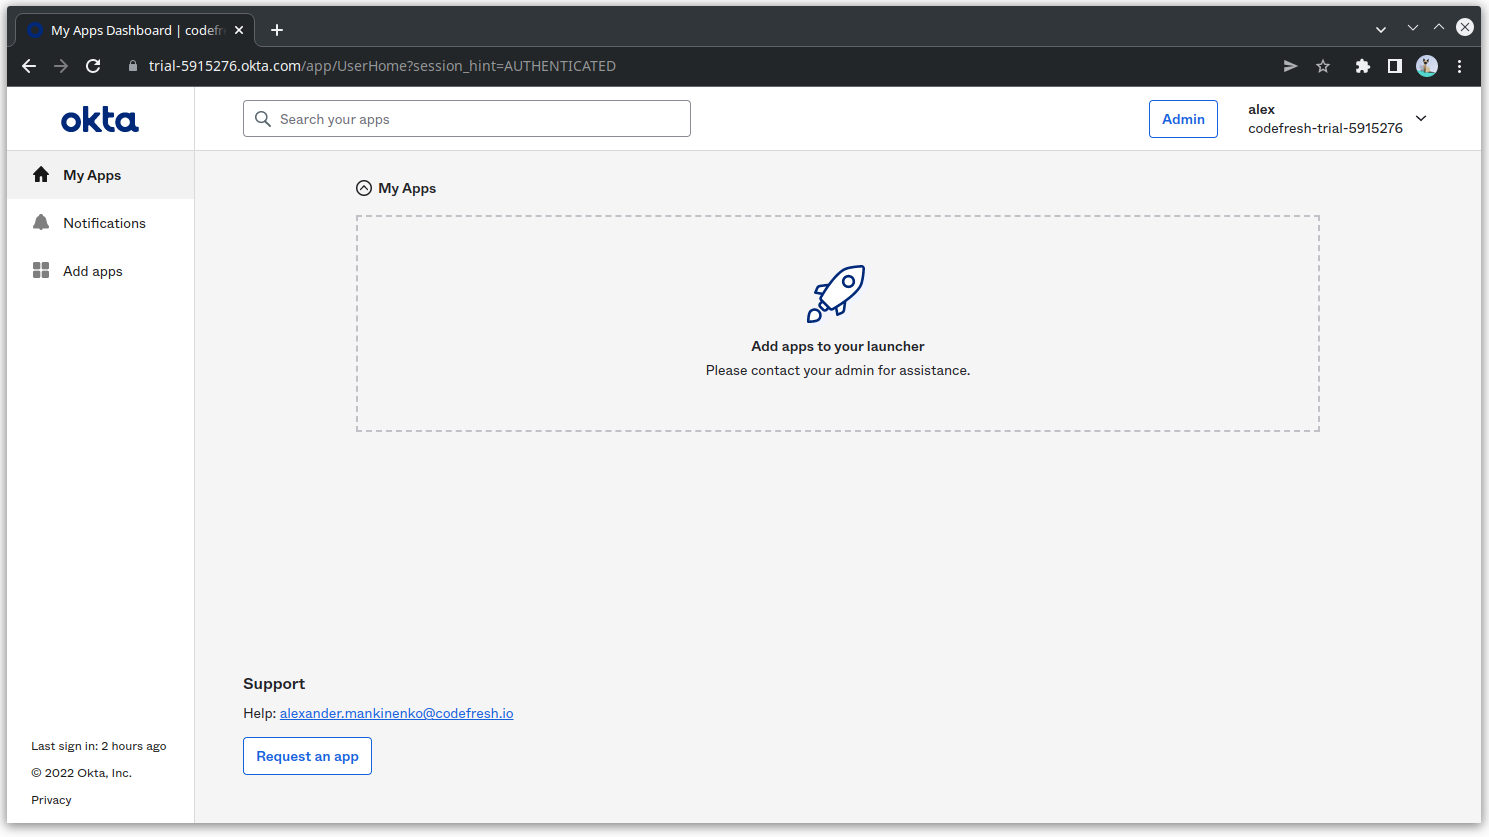 My Apps Dashboard | codefr
trial-5915276.okta.com/app/UserHome?session_hint=AUTHENTICATED
okta
Search your apps
Admin
alex
codefresh-trial-5915276
My Apps
Notifications
Add apps
My Apps
Add apps to your launcher
Please contact your admin for assistance.
Support
Help: alexander.mankinenko@codefresh.io
Request an app
Last sign in: 2 hours ago
© 2022 Okta, Inc.
Privacy